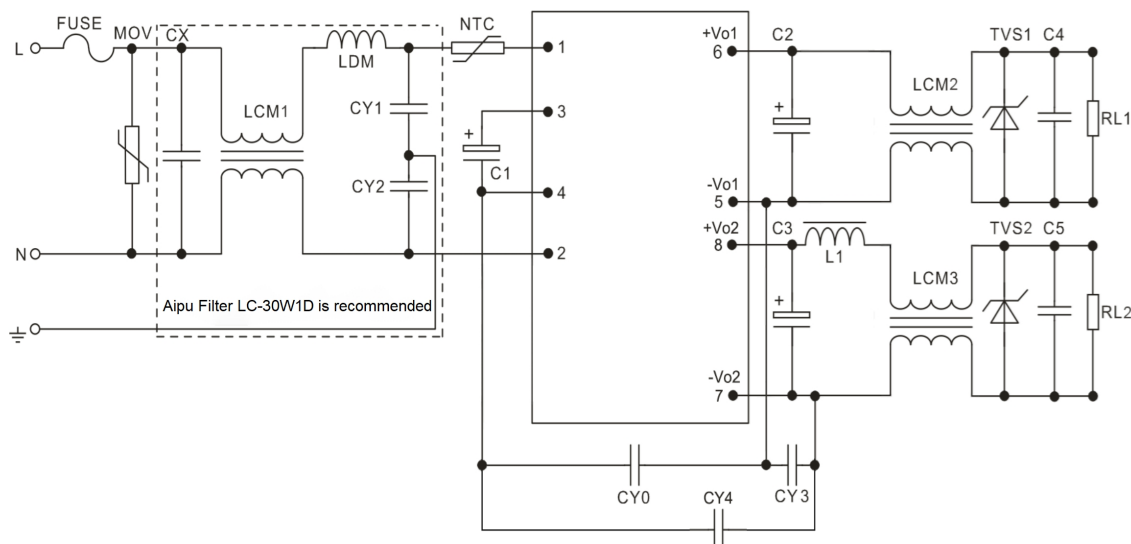 FUSE
MOV
CX
LDM
NTC
L
LCM1
CY1
CY2
N
Aipu Filter LC-30W1D is recommended
+
C1
1
3
4
2
+Vo1
6
C2
+
-Vo1
5
+Vo2
8
C3
L1
+
-Vo2
7
LCM2
TVS1
C4
RL1
LCM3
TVS2
C5
RL2
CY0
CY4
CY3